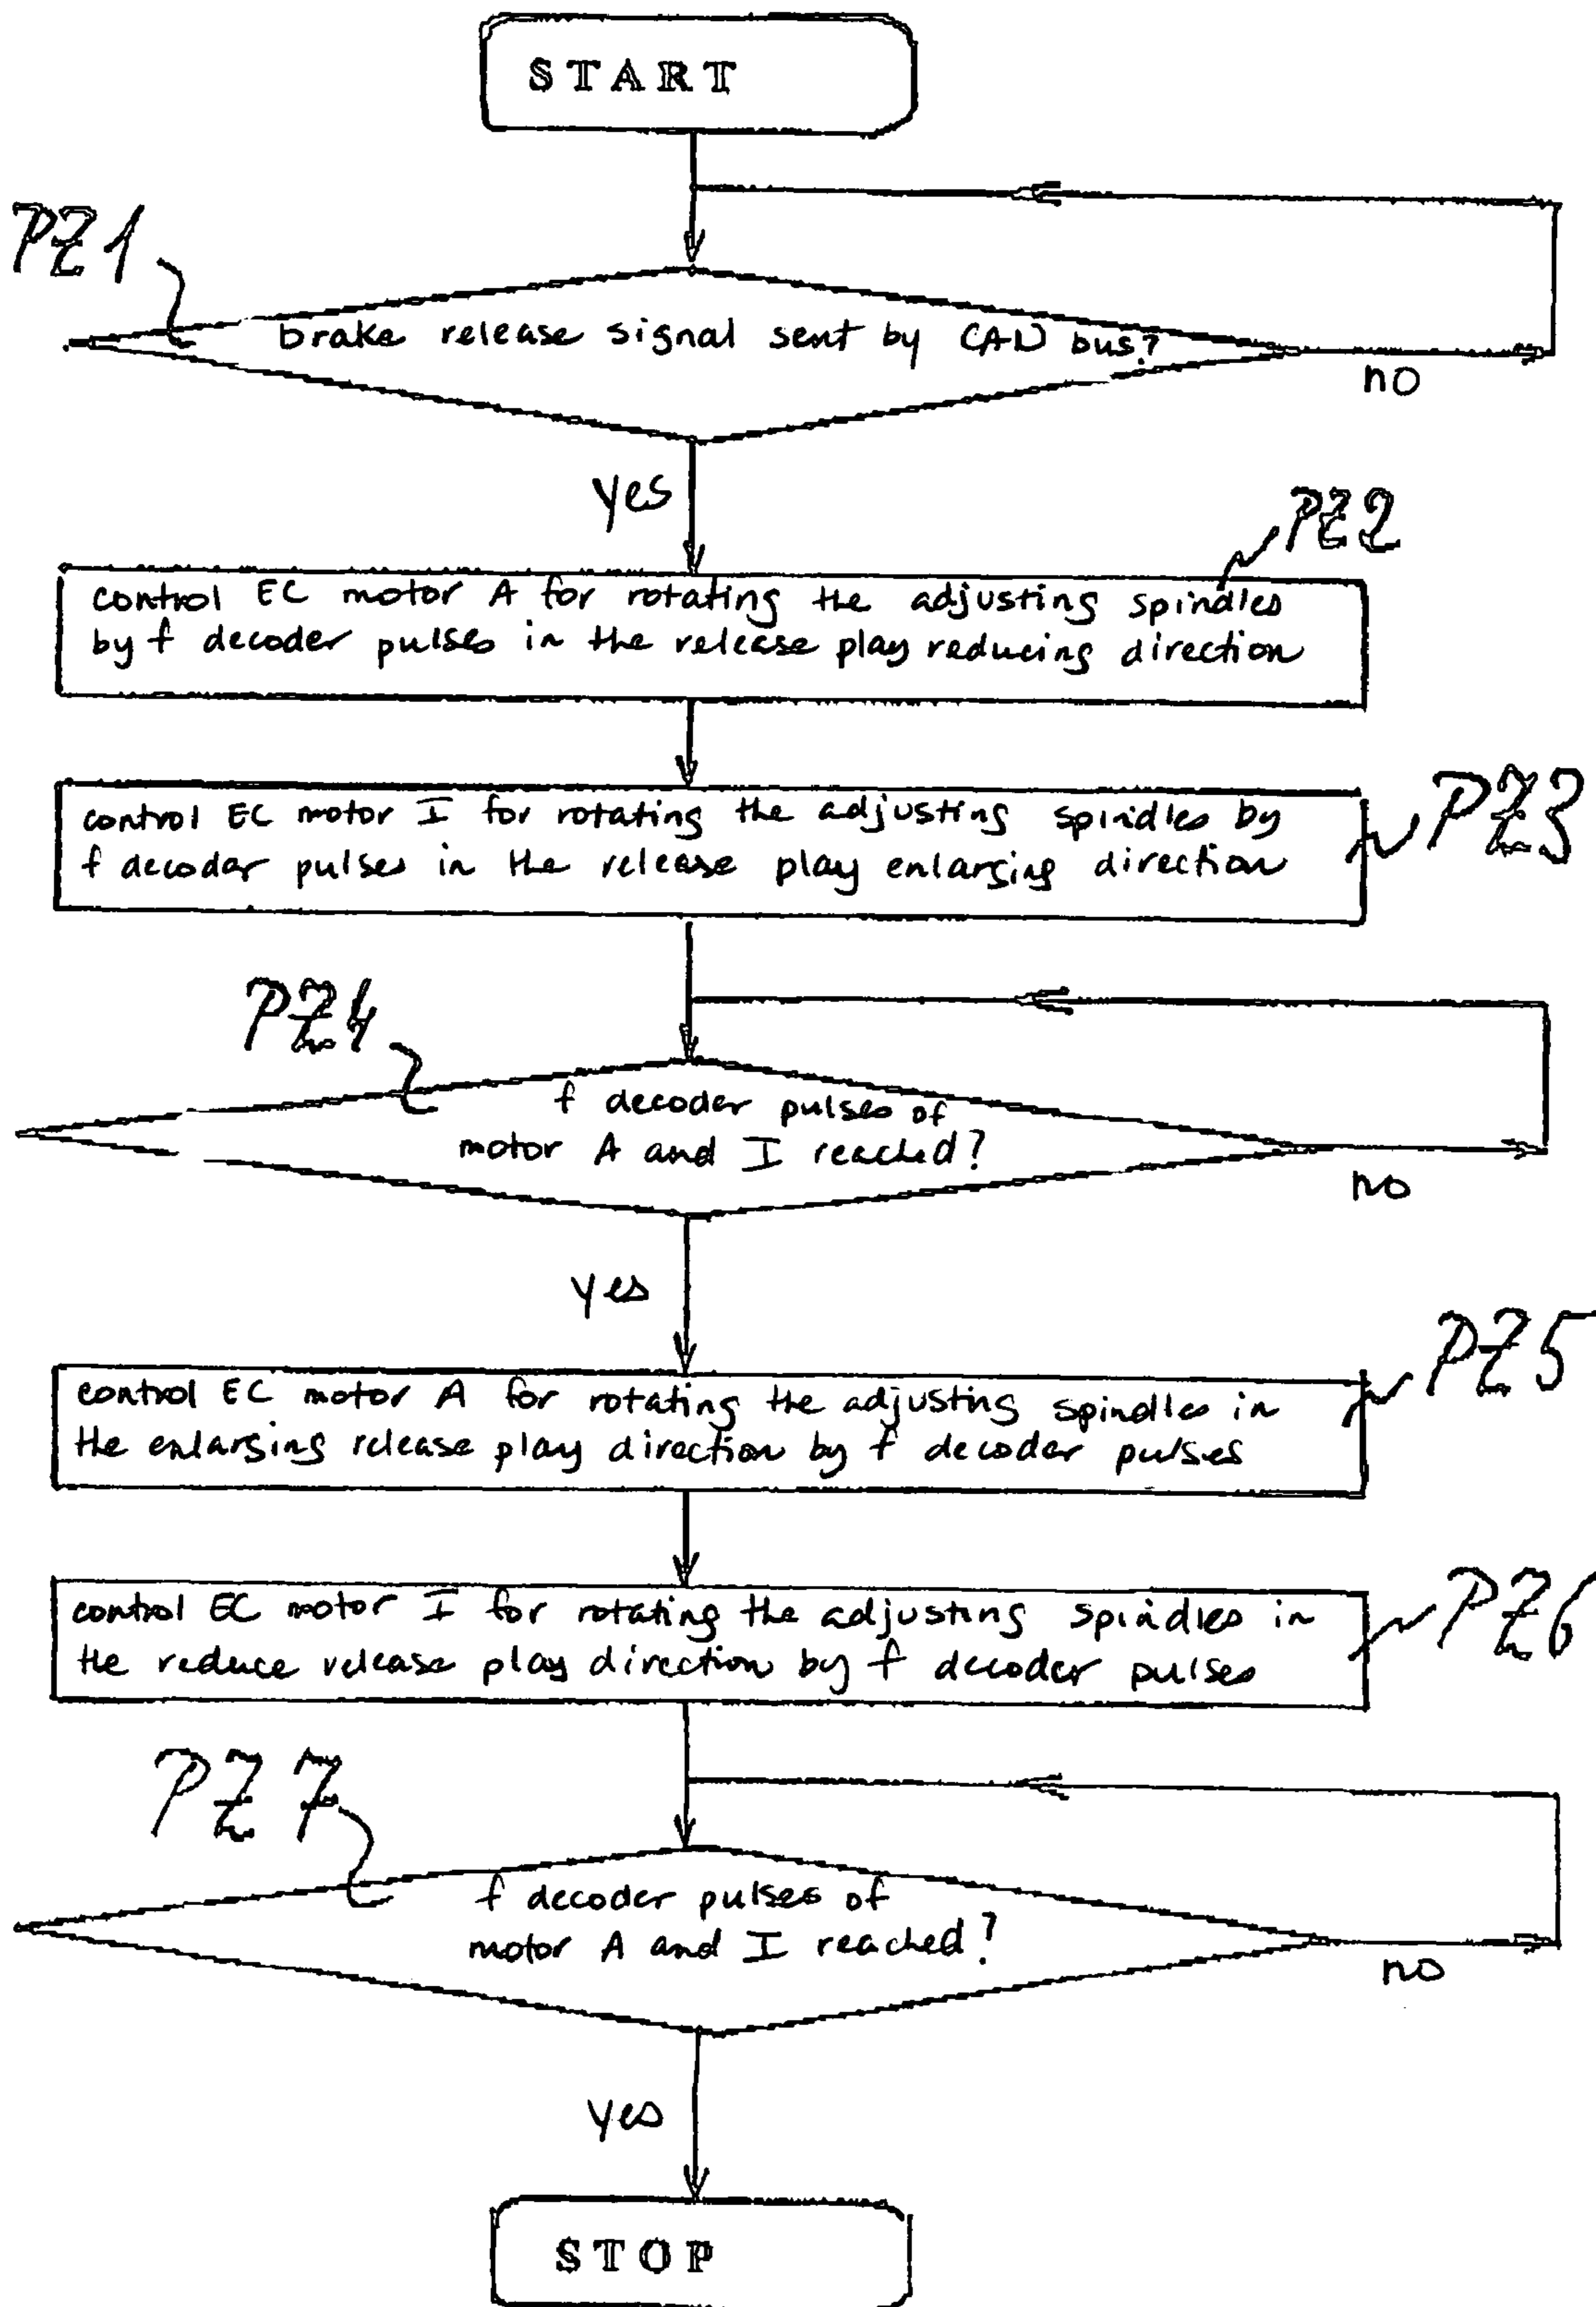 START
PZ1
brake release signal sent by CAN bus?
no
yes
PZ2
control EC motor A for rotating the adjusting spindles
by f decoder pulses in the release play reducing direction
control EC motor I for rotating the adjusting spindles by
f decoder pulses in the release play enlarging direction
PZ3
PZ4
f decoder pulses of
motor A and I reached?
no
yes
PZ5
control EC motor A for rotating the adjusting spindles in
the enlarging release play direction by f decoder pulses
PZ6
control EC motor I for rotating the adjusting spindles in
the reduce release play direction by f decoder pulses
PZ7
f decoder pulses of
motor A and I reached?
no
yes
STOP